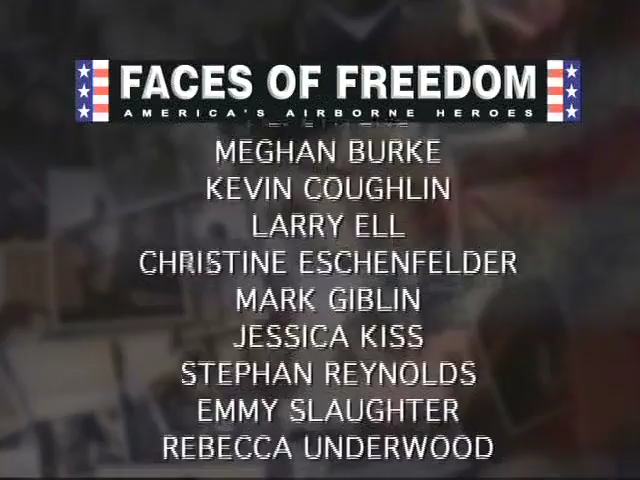 FACES OF FREEDOM
AMERICA'S AIRBORNE HEROES
MEGHAN BURKE
KEVIN COUGHLIN
LARRY ELL
CHRISTINE ESCHENFELDER
MARK GIBLIN
JESSICA KISS
STEPHAN REYNOLDS
EMMY SLAUGHTER
REBECCA UNDERWOOD